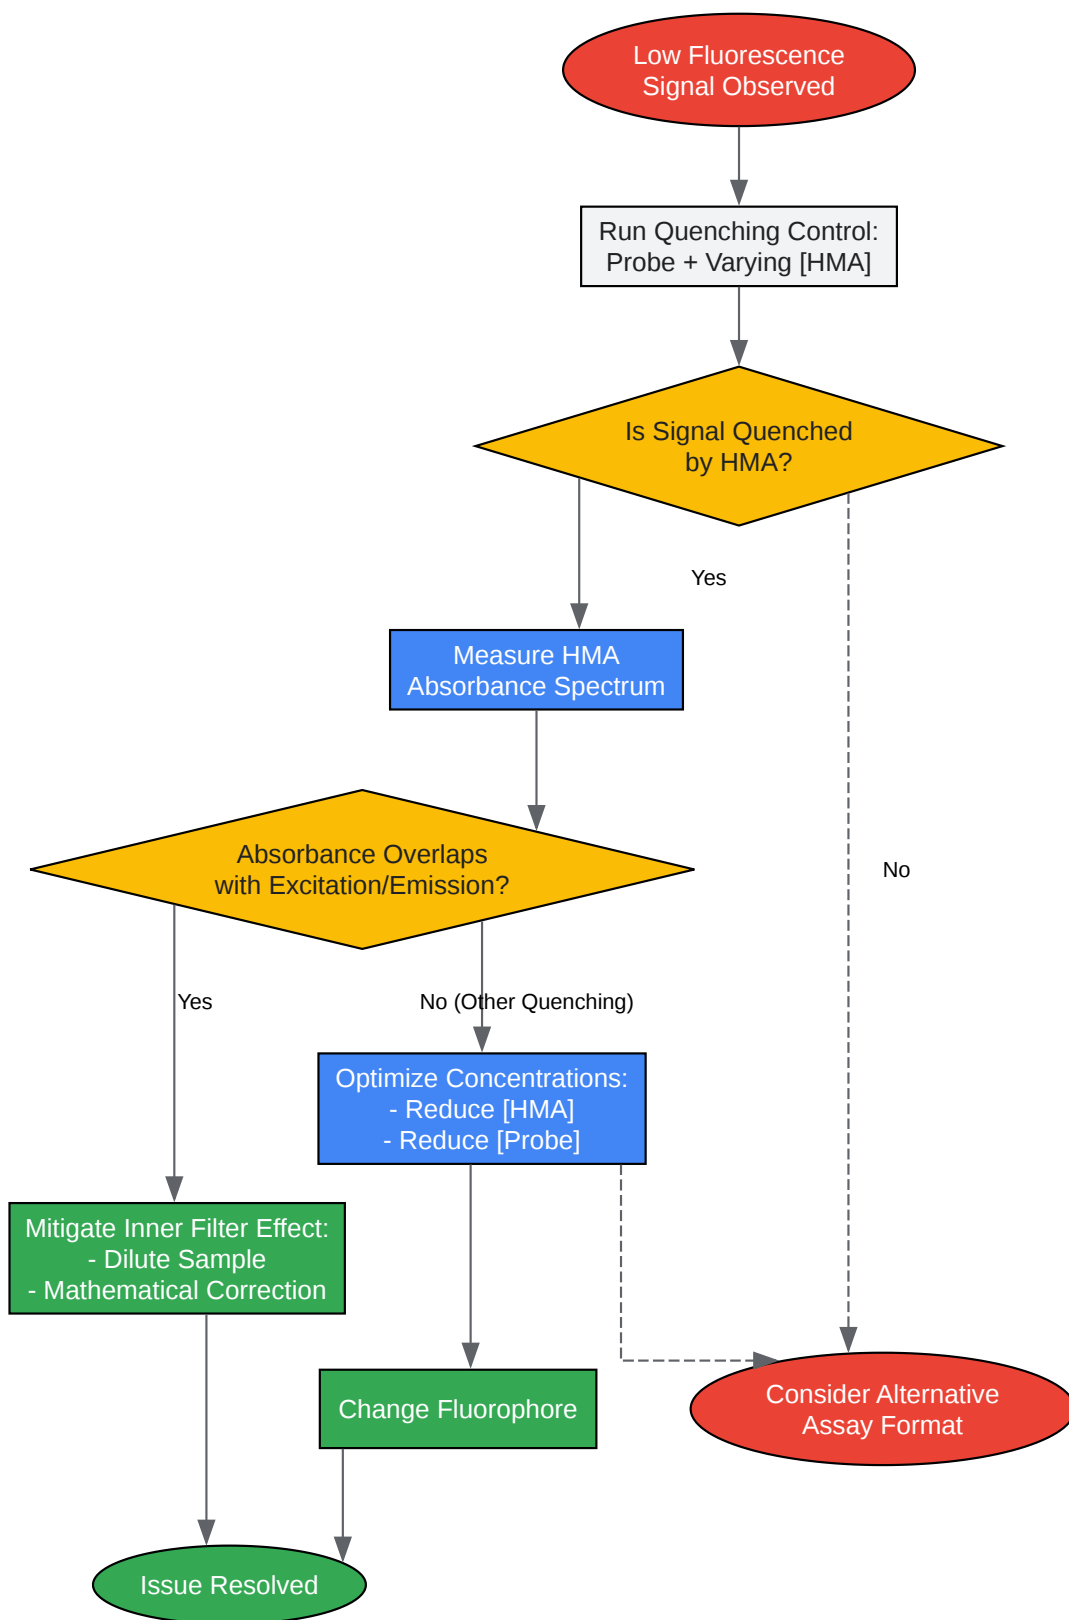 Low Fluorescence
Signal Observed
Run Quenching Control:
Probe + Varying [HMA]
Is Signal Quenched
by HMA?
Yes
Measure HMA
Absorbance Spectrum
Absorbance Overlaps
with Excitation/Emission?
No
Yes
No (Other Quenching)
Optimize Concentrations:
- Reduce [HMA]
- Reduce [Probe]
Mitigate Inner Filter Effect:
- Dilute Sample
- Mathematical Correction
Change Fluorophore
Consider Alternative
Assay Format
Issue Resolved